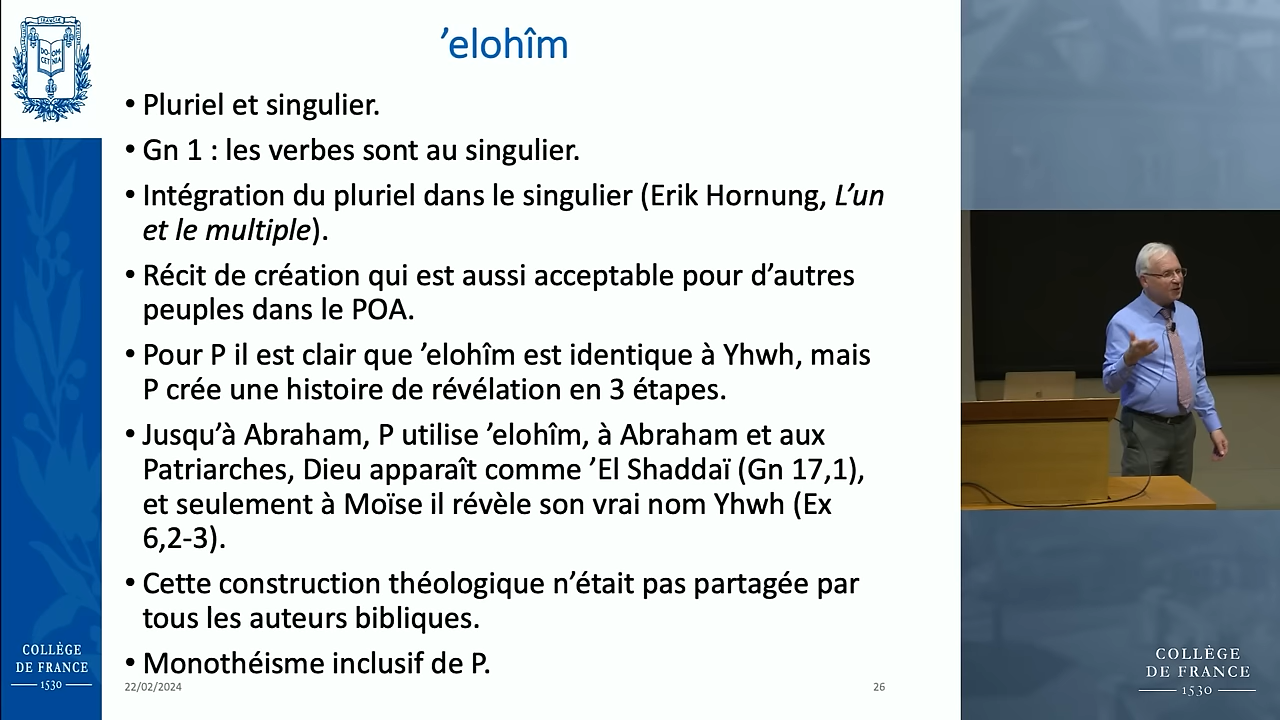 ’elohîm
• Pluriel et singulier.
• Gn 1 : les verbes sont au singulier.
• Intégration du pluriel dans le singulier (Erik Hornung, L’un
et le multiple).
• Récit de création qui est aussi acceptable pour d’autres
peuples dans le POA.
• Pour P il est clair que ’elohîm est identique à Yhwh, mais
P crée une histoire de révélation en 3 étapes.
• Jusqu’à Abraham, P utilise ’elohîm, à Abraham et aux
Patriarches, Dieu apparaît comme ’El Shaddaï (Gn 17,1),
et seulement à Moïse il révèle son vrai nom Yhwh (Ex
6,2-3).
• Cette construction théologique n’était pas partagée par
tous les auteurs bibliques.
• Monothéisme inclusif de P.
22/02/2024
26
COLLÈGE
DE FRANCE
1530
COLLÈGE
DE FRANCE
1530